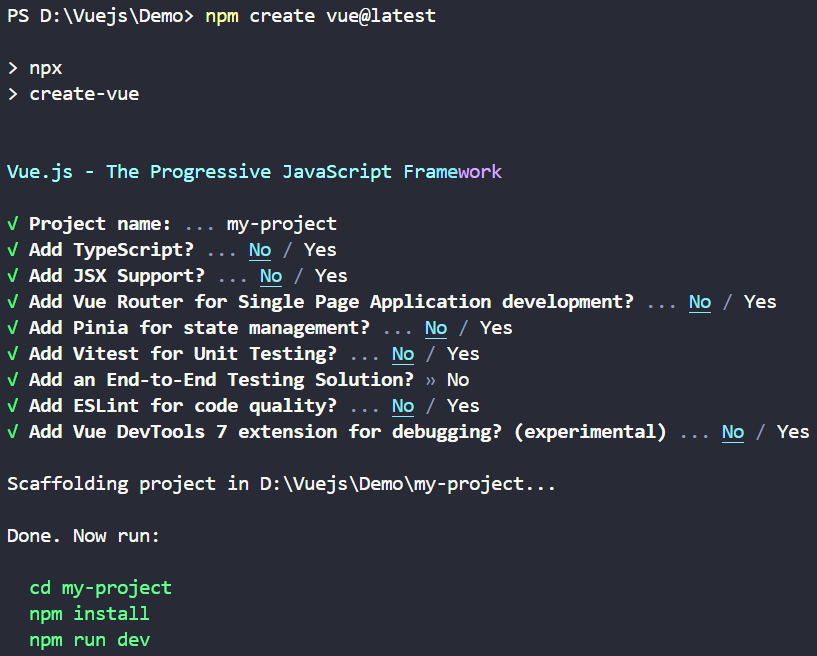 PS D:\Vuejs\Demo> npm create vue@latest
> npx
> create-vue
Vue.js - The Progressive JavaScript Framework
√ Project name: ... my-project
√ Add TypeScript? ... No / Yes
√ Add JSX Support? ... No / Yes
√ Add Vue Router for Single Page Application development? ... No / Yes
√ Add Pinia for state management? ... No / Yes
√ Add Vitest for Unit Testing? ... No / Yes
√ Add an End-to-End Testing Solution? » No
√ Add ESLint for code quality? ... No / Yes
√ Add Vue DevTools 7 extension for debugging? (experimental) ... No / Yes
Scaffolding project in D:\Vuejs\Demo\my-project...
Done. Now run:
cd my-project
npm install
npm run dev